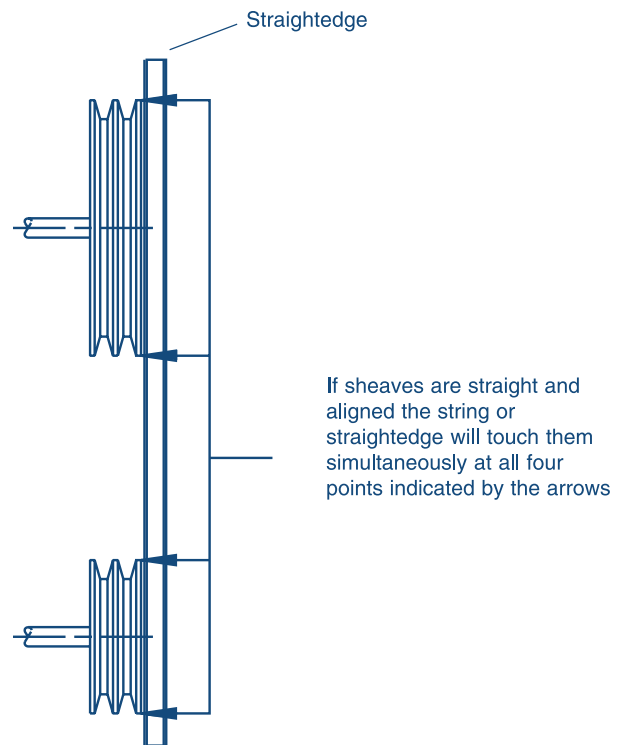 Straightedge
If sheaves are straight and
aligned the string or
straightedge will touch them
simultaneously at all four
points indicated by the arrows